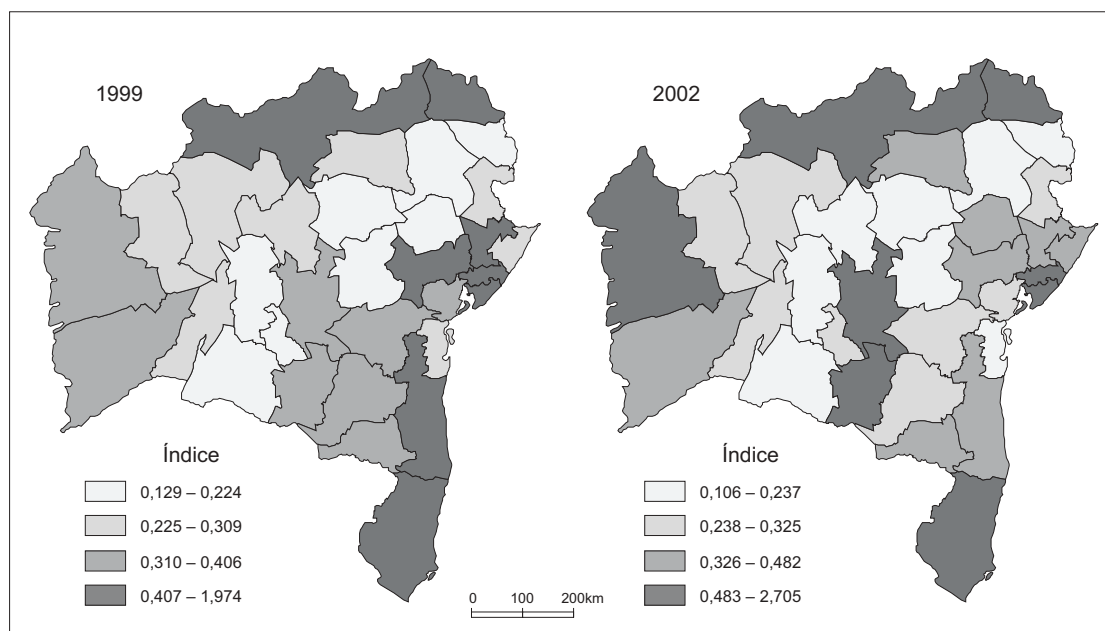 1999
2002
Índice
0,129 – 0,224
0,225 – 0,309
0,310 – 0,406
0,407 – 1,974
0 100 200km
Índice
0,106 – 0,237
0,238 – 0,325
0,326 – 0,482
0,483 – 2,705